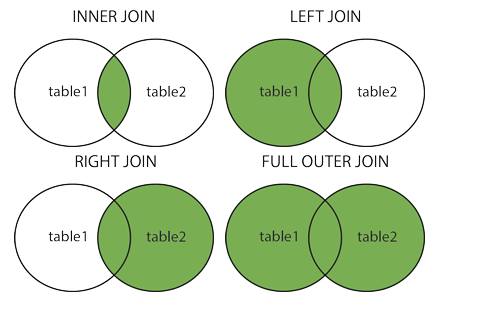 INNER JOIN
table1 table2
LEFT JOIN
table1 table2
RIGHT JOIN
table1 table2
FULL OUTER JOIN
table1 table2